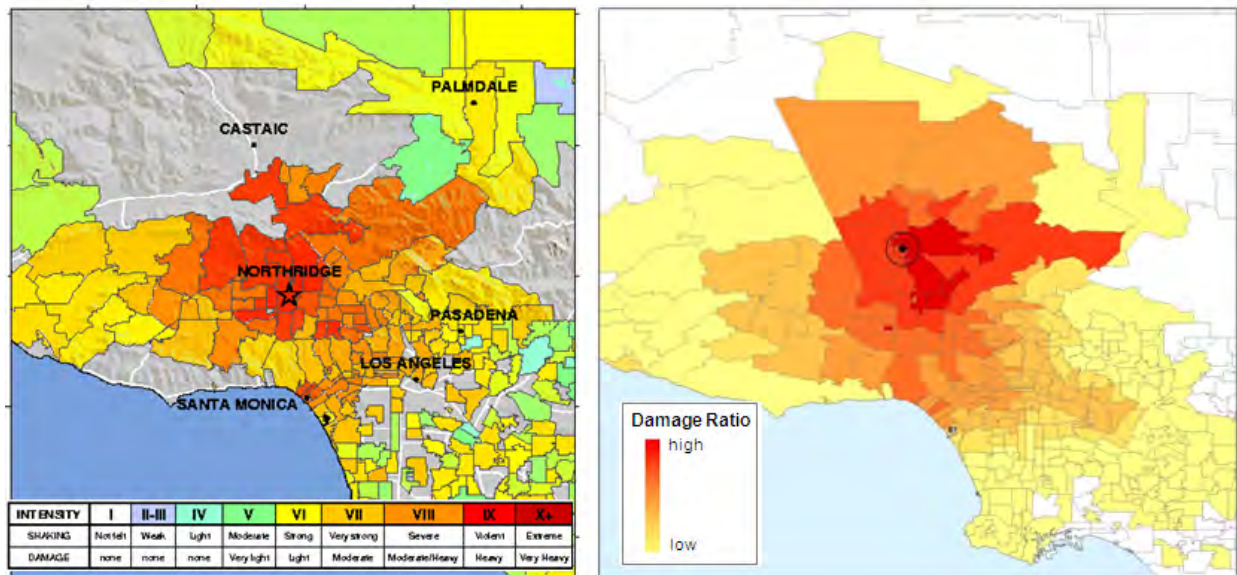 PALMDALE
CASTAIC
NORTHRIDGE
PASADENA
LOS ANGELES
SANTA MONICA
INTENSITY I II-III IV V VI VII VIII IX X+
SHAKING Not felt Weak Light Moderate Strong Very strong Severe Violent Extreme
DAMAGE none none none Very light Light Moderate Moderate/Heavy Heavy Very Heavy
Damage Ratio
high
low